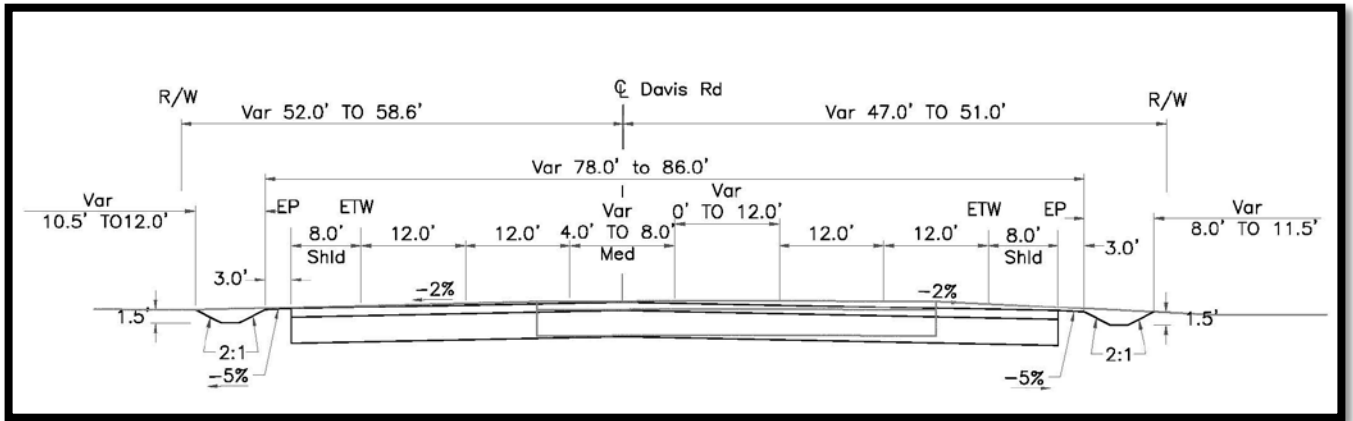 ℄ Davis Rd
R/W
R/W
Var 52.0' TO 58.6'
Var 47.0' TO 51.0'
Var 78.0' to 86.0'
Var
10.5' TO12.0'
EP
ETW
Var
4.0' TO 8.0'
Med
Var
0' TO 12.0'
ETW
EP
Var
8.0' TO 11.5'
8.0'
Shld
12.0'
12.0'
12.0'
12.0'
8.0'
Shld
3.0'
3.0'
-2%
-2%
1.5'
1.5'
2:1
2:1
-5%
-5%